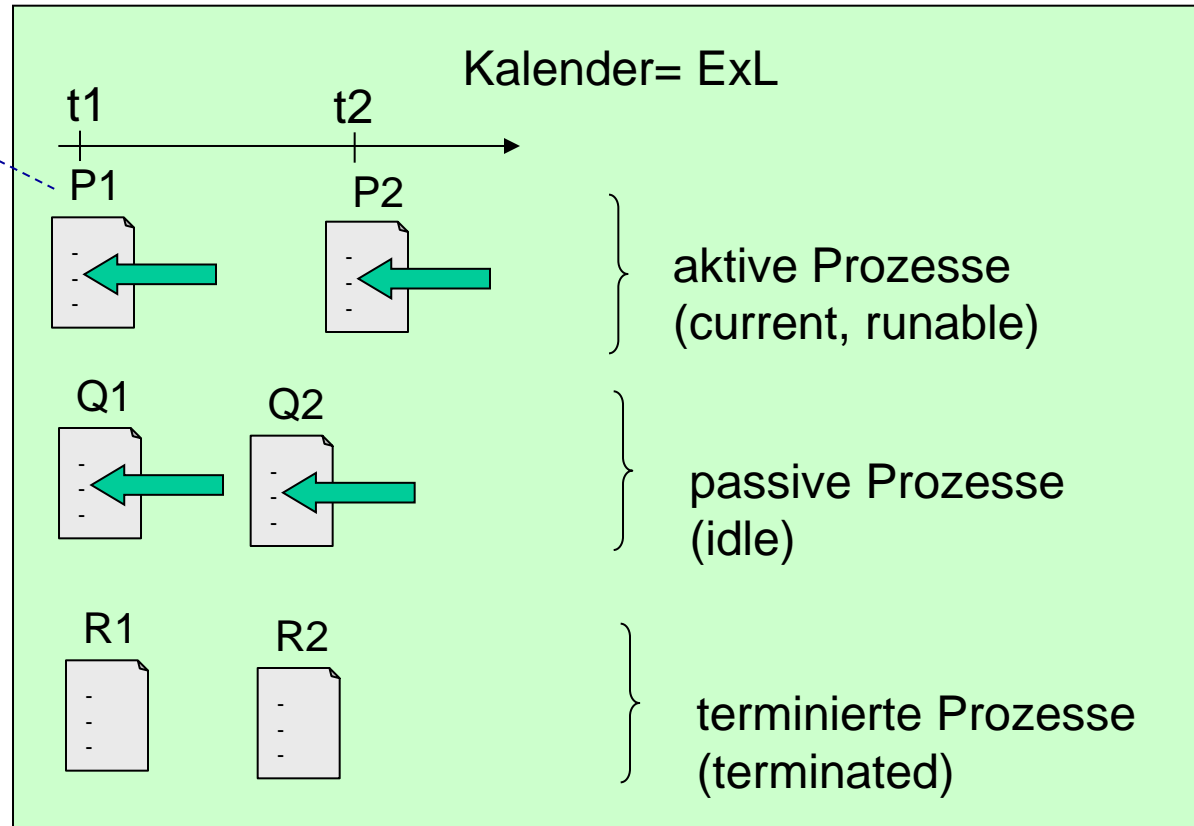 Kalender= ExL
t1 t2
P1 P2
-
-
-
-
-
-
aktive Prozesse
(current, runable)
Q1 Q2
-
-
-
-
-
-
passive Prozesse
(idle)
R1 R2
-
-
-
-
-
-
terminierte Prozesse
(terminated)